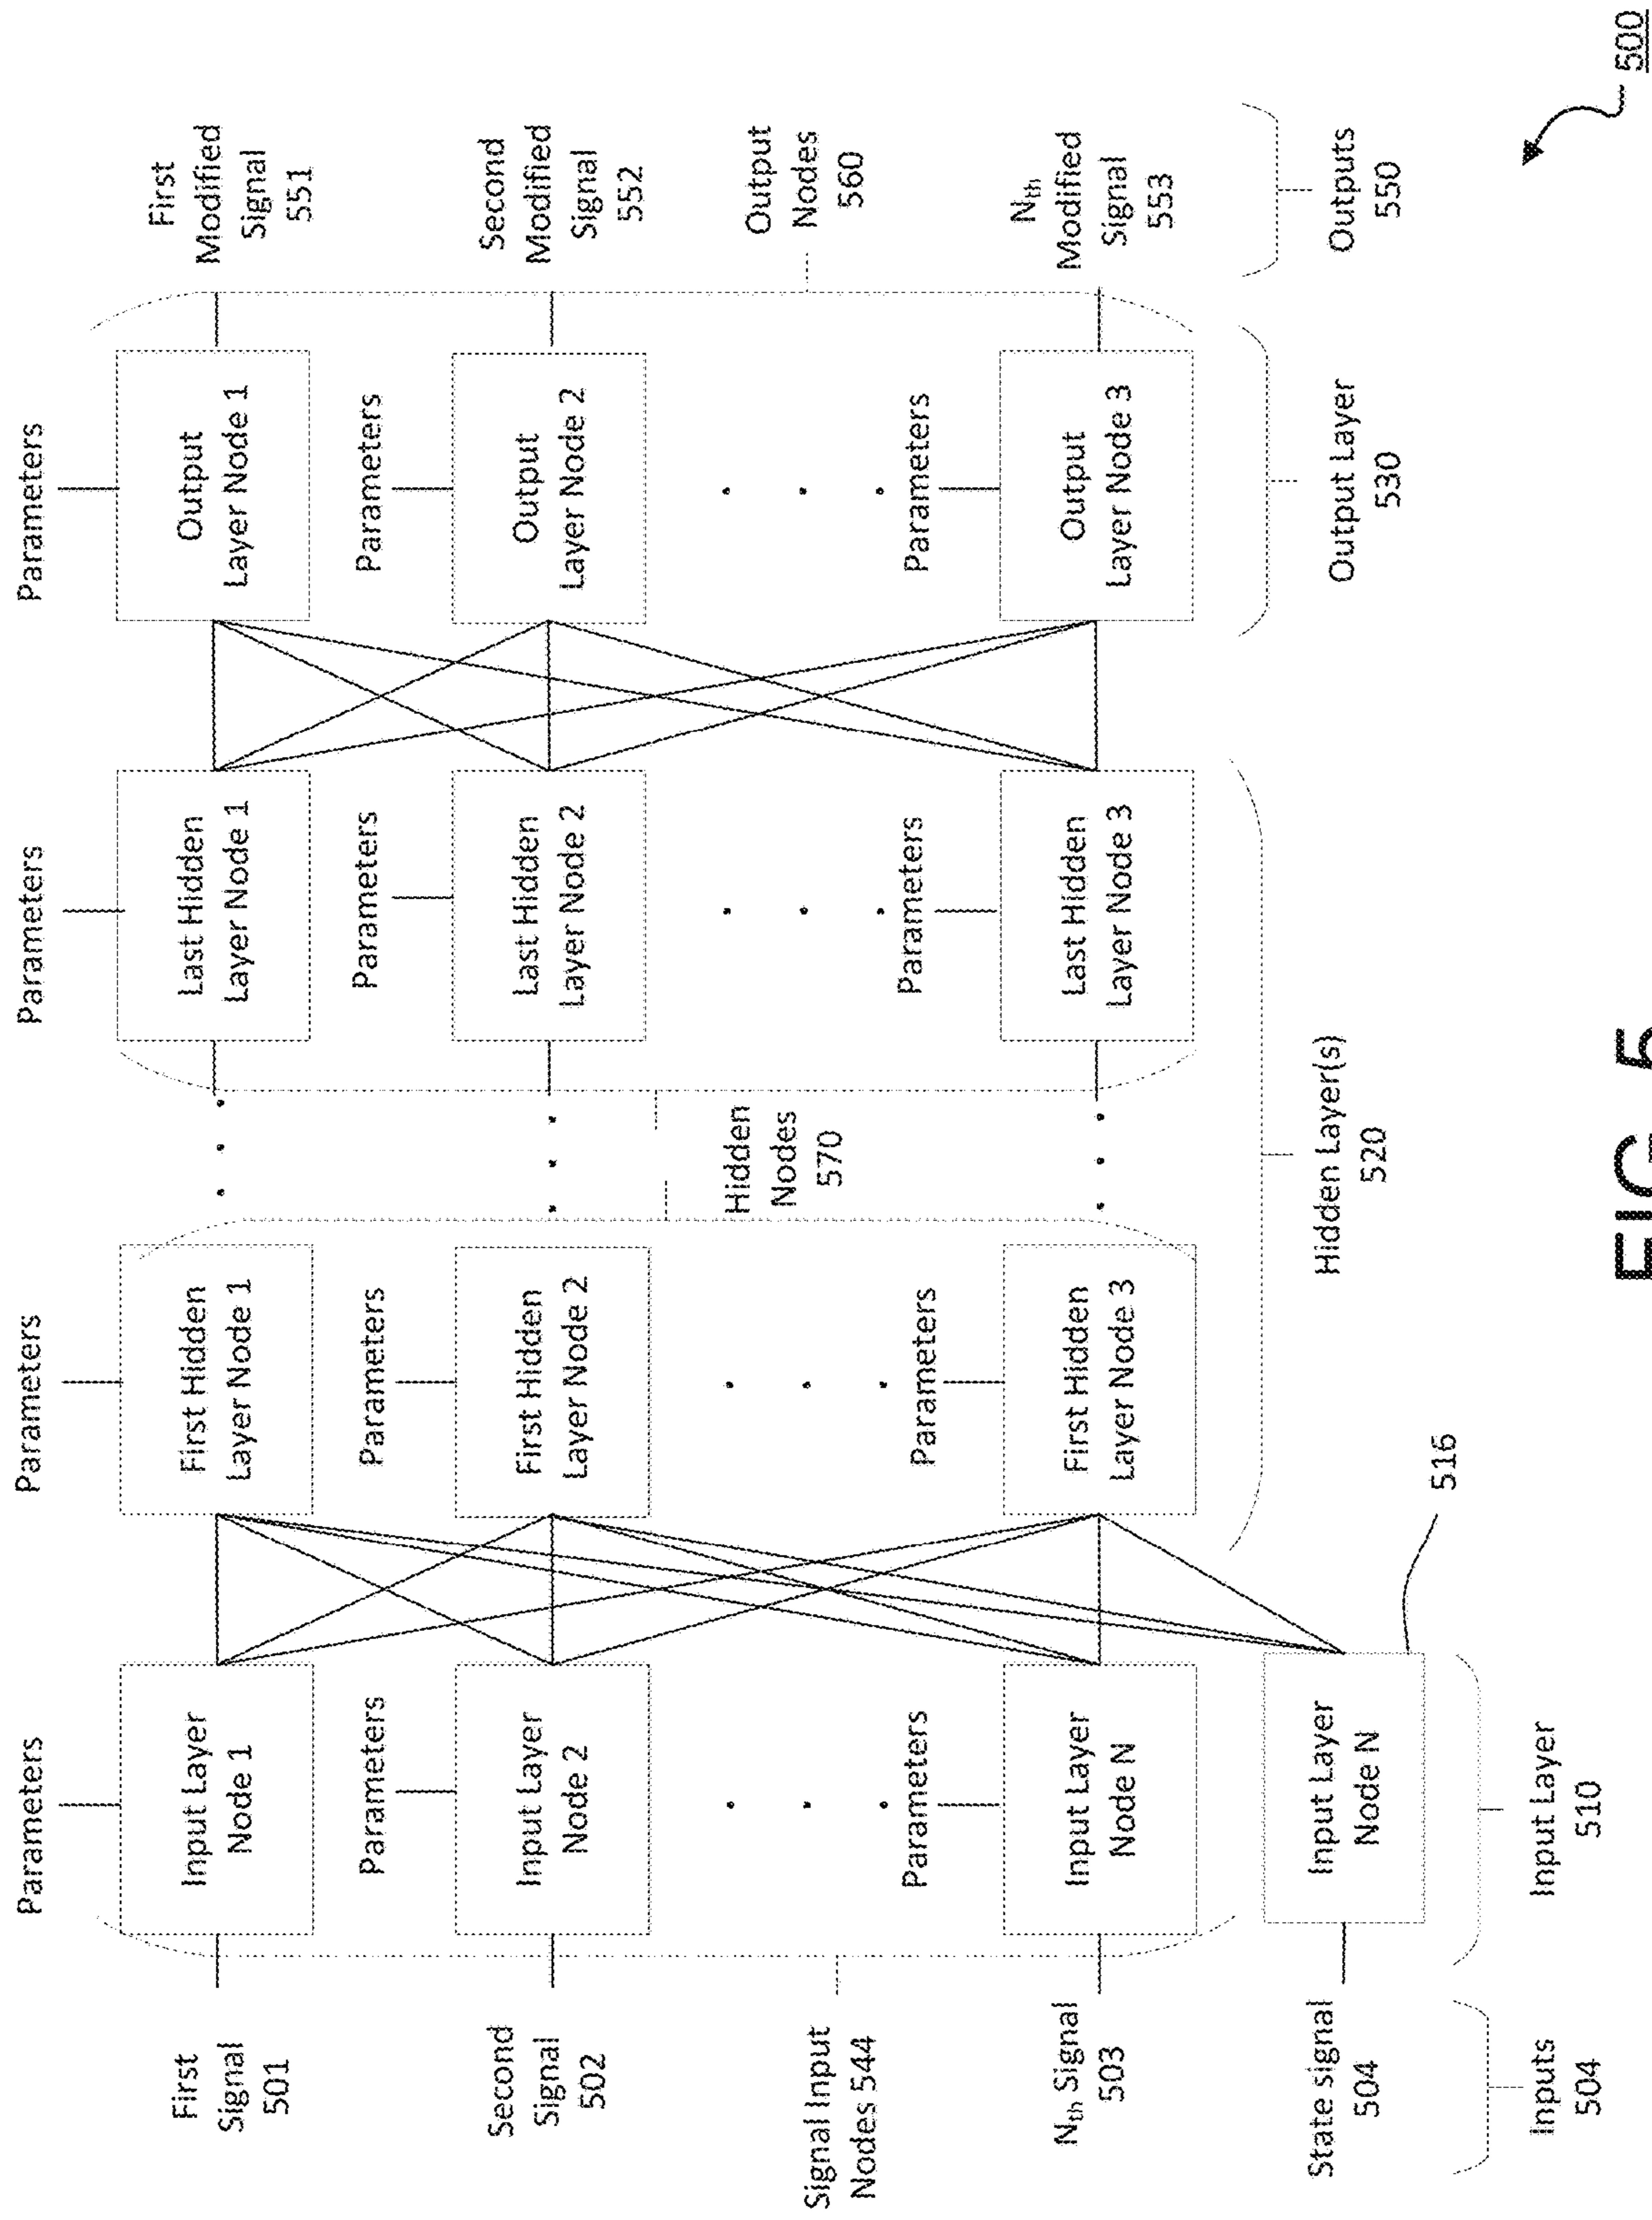 Parameters
Parameters
Parameters
Parameters
First
Signal
501
Input Layer
Node 1
First Hidden
Layer Node 1
Last Hidden
Layer Node 1
Output
Layer Node 1
First
Modified
Signal
551
Parameters
Parameters
Parameters
Parameters
Second
Signal
502
Input Layer
Node 2
First Hidden
Layer Node 2
Last Hidden
Layer Node 2
Output
Layer Node 2
Second
Modified
Signal
552
Signal Input
Nodes 544
Hidden
Nodes
570
Output
Nodes
560
Parameters
Parameters
Parameters
Parameters
Nth Signal
503
Input Layer
Node N
First Hidden
Layer Node 3
Last Hidden
Layer Node 3
Output
Layer Node 3
Nth
Modified
Signal
553
State signal
504
Input Layer
Node N
516
Inputs
504
Input Layer
510
Hidden Layer(s)
520
Output Layer
530
Outputs
550
500
FIG. 5